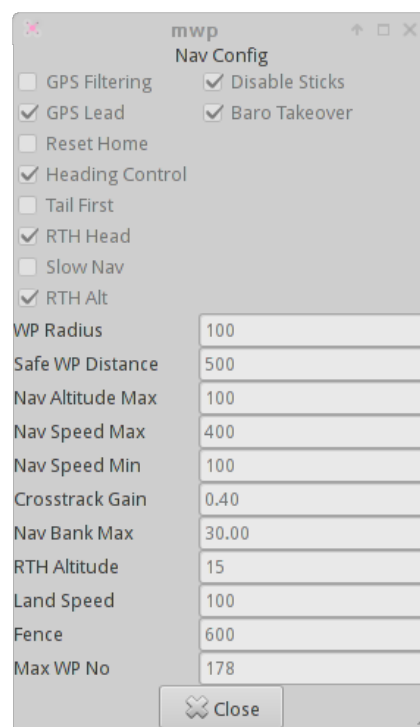 mwp
Nav Config
GPS Filtering Disable Sticks
GPS Lead Baro Takeover
Reset Home
Heading Control
Tail First
RTH Head
Slow Nav
RTH Alt
WP Radius 100
Safe WP Distance 500
Nav Altitude Max 100
Nav Speed Max 400
Nav Speed Min 100
Crosstrack Gain 0.40
Nav Bank Max 30.00
RTH Altitude 15
Land Speed 100
Fence 600
Max WP No 178
Close